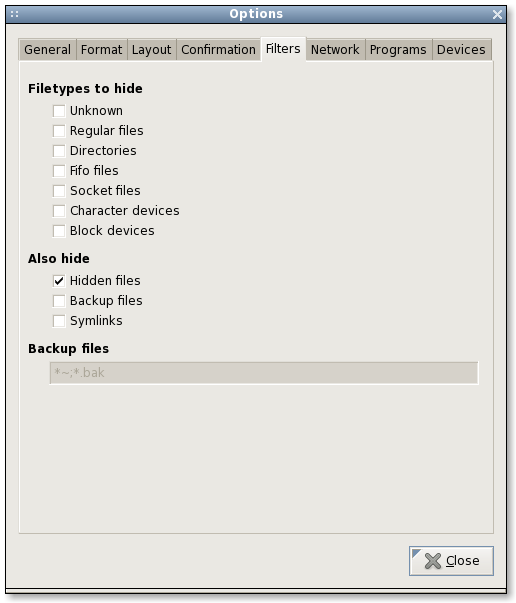 Options
General Format Layout Confirmation Filters Network Programs Devices
Filetypes to hide
Unknown
Regular files
Directories
Fifo files
Socket files
Character devices
Block devices
Also hide
Hidden files
Backup files
Symlinks
Backup files
*~;*.bak
Close